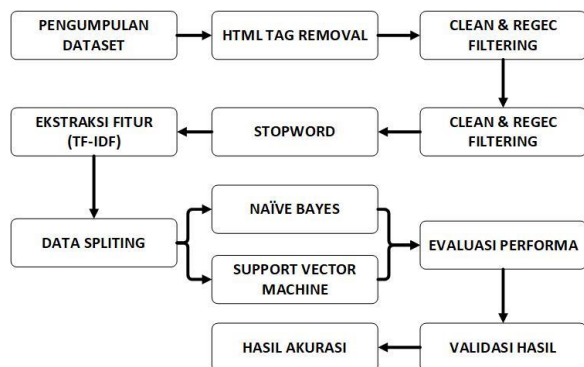 PENGUMPULAN
DATASET
HTML TAG REMOVAL
CLEAN & REGEC
FILTERING
CLEAN & REGEC
FILTERING
STOPWORD
EKSTRAKSI FITUR
(TF-IDF)
DATA SPLITING
NAÏVE BAYES
SUPPORT VECTOR
MACHINE
EVALUASI PERFORMA
VALIDASI HASIL
HASIL AKURASI